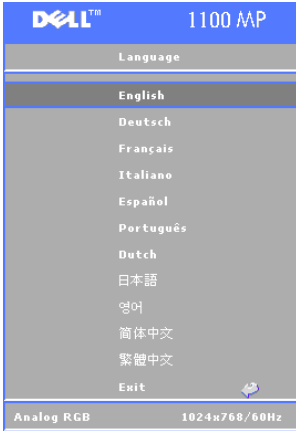 DELL™ 1100 MP
Language
English
Deutsch
Français
Italiano
Español
Português
Dutch
日本語
영어
简体中文
繁體中文
Exit
Analog RGB 1024x768/60Hz